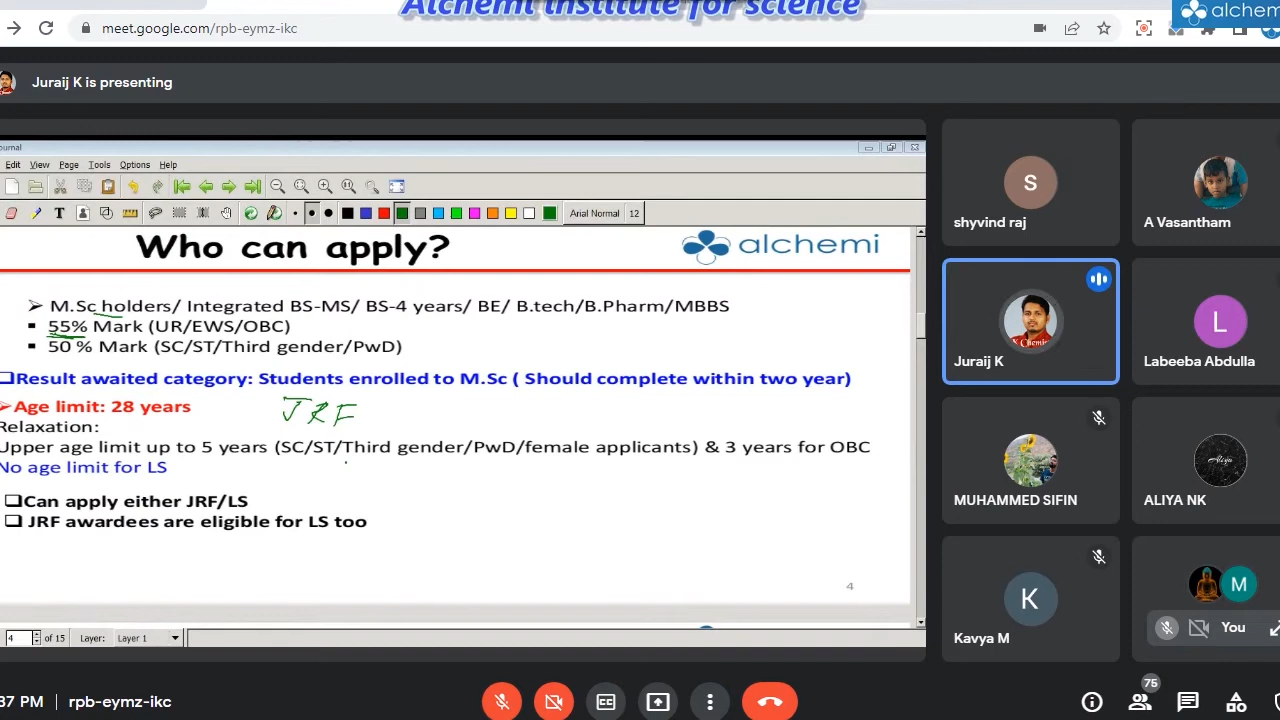 Alchemi institute for science
meet.google.com/rpb-eymz-ikc
alchemi
Juraij K is presenting
Edit View Page Tools Options Help
T
Arial Normal 12
Who can apply?
alchemi
➢ M.Sc holders/ Integrated BS-MS/ BS-4 years/ BE/ B.tech/B.Pharm/MBBS
▪ 55% Mark (UR/EWS/OBC)
▪ 50 % Mark (SC/ST/Third gender/PwD)
❑Result awaited category: Students enrolled to M.Sc ( Should complete within two year)
➢Age limit: 28 years
JRF
Relaxation:
Upper age limit up to 5 years (SC/ST/Third gender/PwD/female applicants) & 3 years for OBC
No age limit for LS
❑Can apply either JRF/LS
❑ JRF awardees are eligible for LS too
4
4 of 15 Layer: Layer 1
S
shyvind raj
A Vasantham
K Chemi
Juraij K
L
Labeeba Abdulla
MUHAMMED SIFIN
Aliya
ALIYA NK
K
Kavya M
M
You
37 PM | rpb-eymz-ikc
CC
75